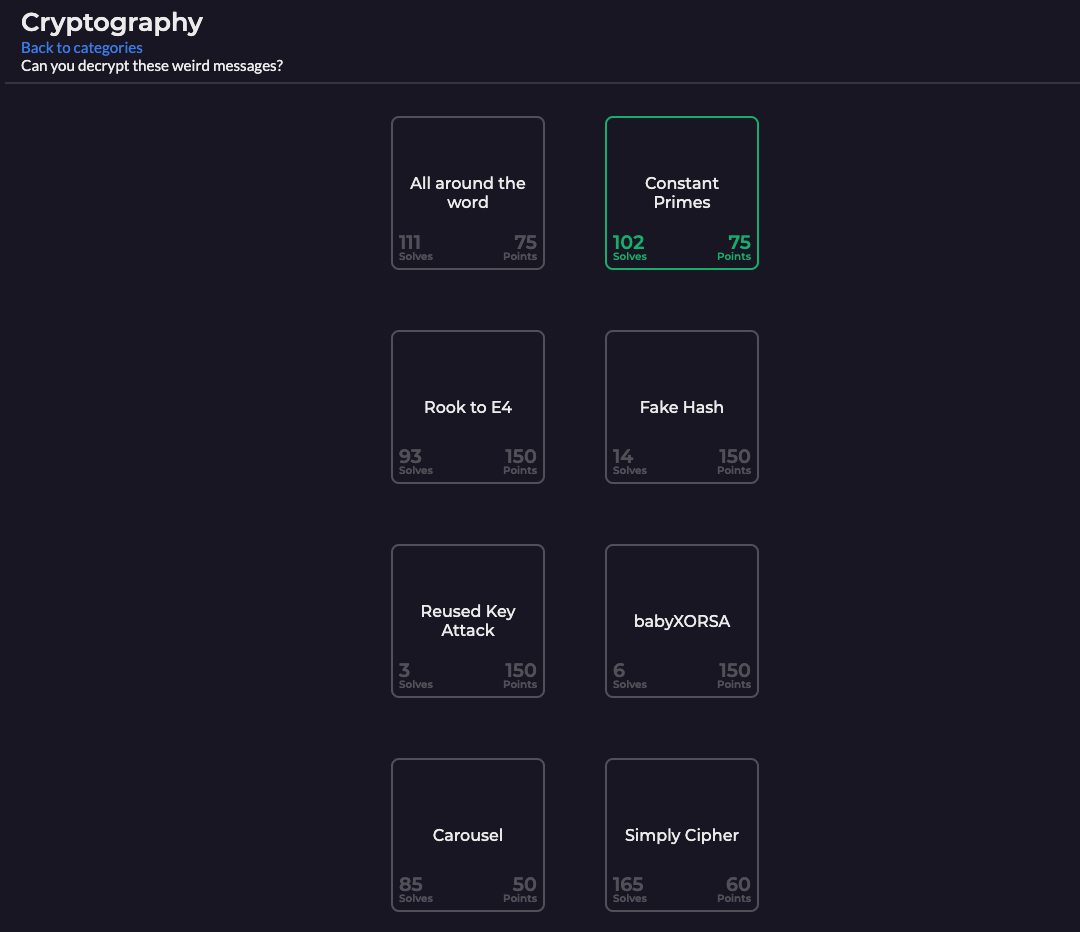 Cryptography
Back to categories
Can you decrypt these weird messages?
All around the
word
111
75
Solves
Points
Constant
Primes
102
75
Solves
Points
Rook to E4
93
150
Solves
Points
Fake Hash
14
150
Solves
Points
Reused Key
Attack
3
150
Solves
Points
babyXORSA
6
150
Solves
Points
Carousel
85
50
Solves
Points
Simply Cipher
165
60
Solves
Points